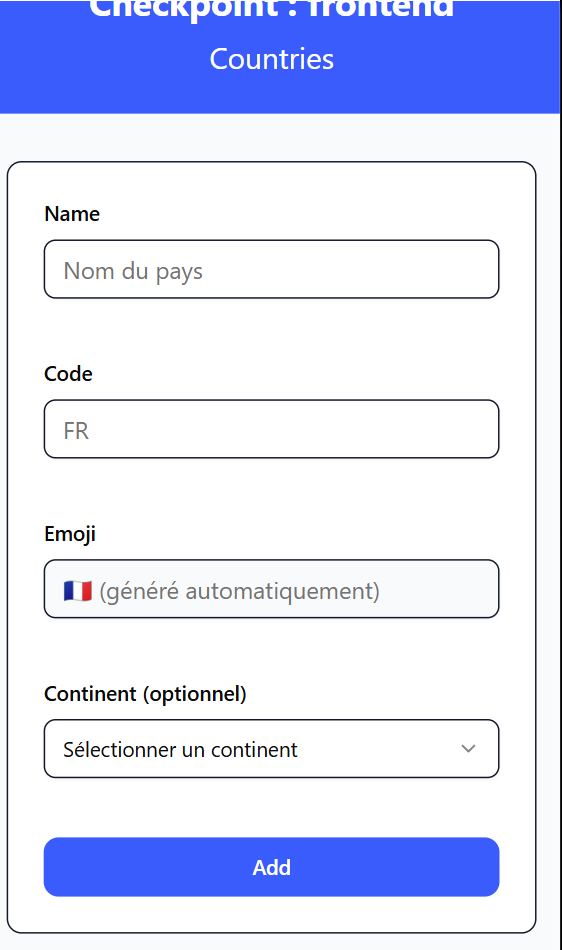 Checkpoint : frontend
Countries
Name
Nom du pays
Code
FR
Emoji
🇫🇷 (généré automatiquement)
Continent (optionnel)
Sélectionner un continent
Add